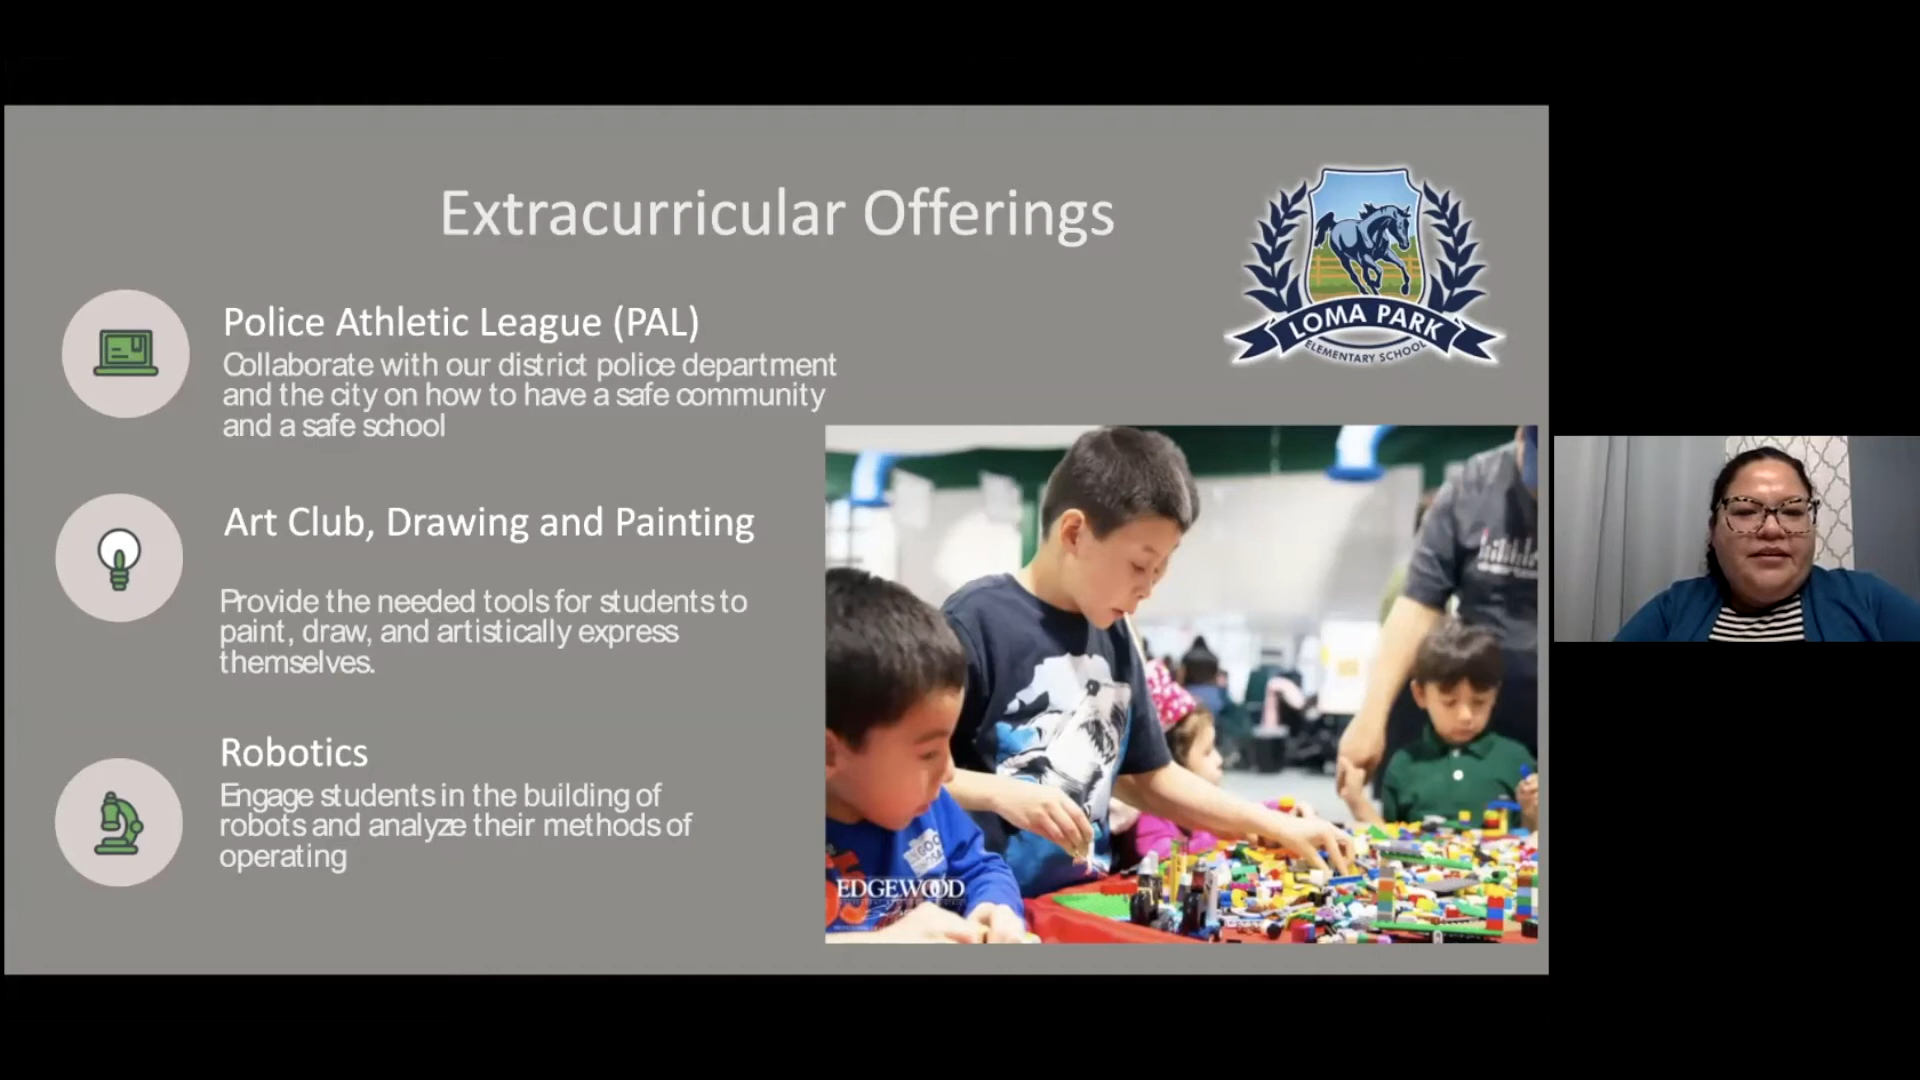 Extracurricular Offerings
LOMA PARK
ELEMENTARY SCHOOL
Police Athletic League (PAL)
Collaborate with our district police department
and the city on how to have a safe community
and a safe school
Art Club, Drawing and Painting
Provide the needed tools for students to
paint, draw, and artistically express
themselves.
Robotics
Engage students in the building of
robots and analyze their methods of
operating
EDGEWOOD